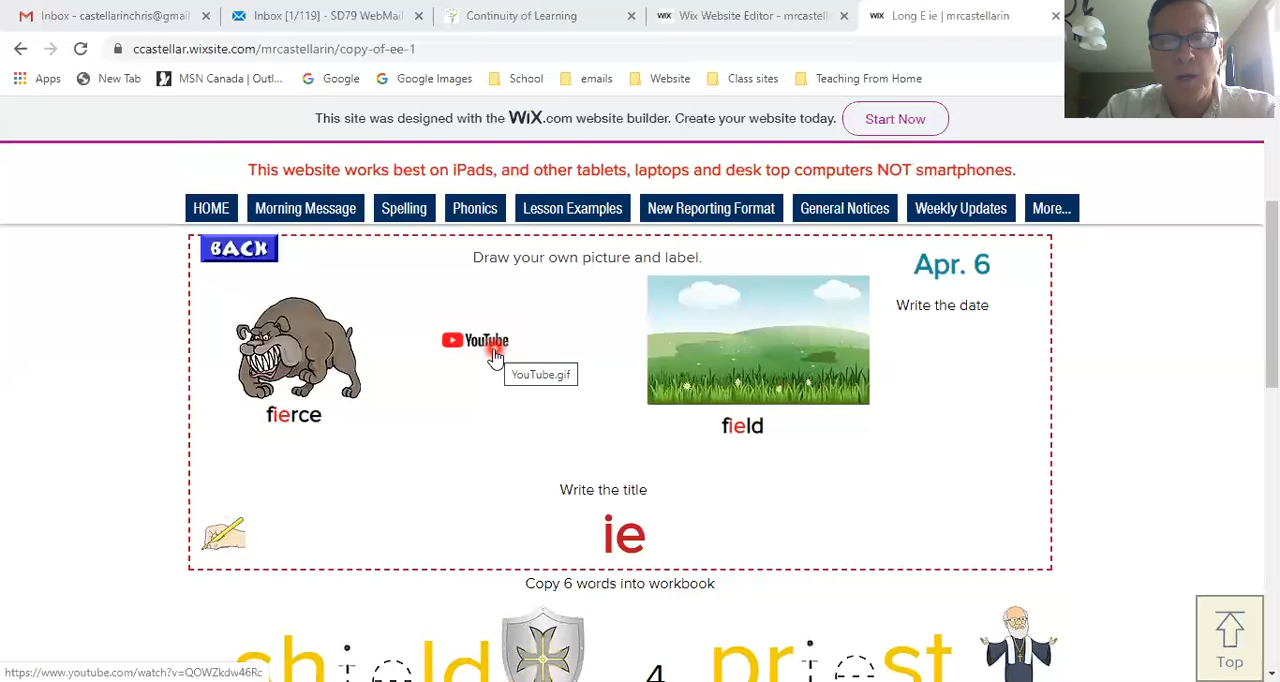 Inbox - castellarinchris@gmail
Inbox [1/119] - SD79 WebMail
Continuity of Learning
Wix Website Editor - mrcastellari
Long E ie | mrcastellarin
ccastellar.wixsite.com/mrcastellarin/copy-of-ee-1
Apps New Tab MSN Canada | Outl... Google Google Images School emails Website Class sites Teaching From Home
This site was designed with the WiX.com website builder. Create your website today. Start Now
This website works best on iPads, and other tablets, laptops and desk top computers NOT smartphones.
HOME Morning Message Spelling Phonics Lesson Examples New Reporting Format General Notices Weekly Updates More...
BACK
Draw your own picture and label.
Apr. 6
Write the date
YouTube
YouTube.gif
fierce
field
Write the title
ie
Copy 6 words into workbook
shield
4
priest
Top
https://www.youtube.com/watch?v=QOWZkdw46Rc